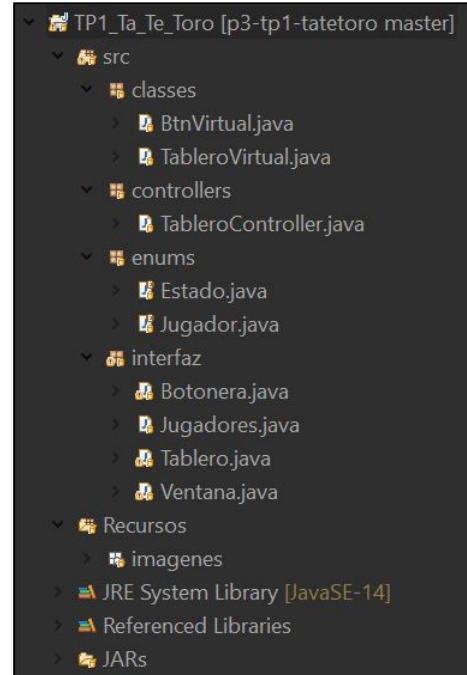 TP1_Ta_Te_Toro [p3-tp1-tatetoro master]
src
classes
BtnVirtual.java
TableroVirtual.java
controllers
TableroController.java
enums
Estado.java
Jugador.java
interfaz
Botonera.java
Jugadores.java
Tablero.java
Ventana.java
Recursos
imagenes
JRE System Library [JavaSE-14]
Referenced Libraries
JARs